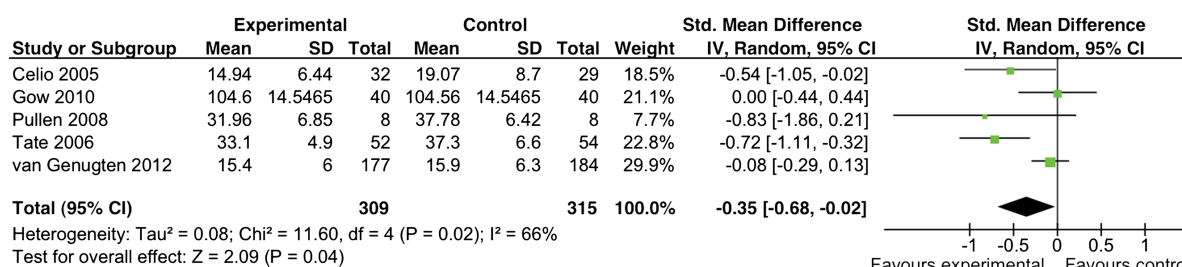 Experimental Control Std. Mean Difference Std. Mean Difference
Study or Subgroup Mean SD Total Mean SD Total Weight IV, Random, 95% CI IV, Random, 95% CI
Celio 2005 14.94 6.44 32 19.07 8.7 29 18.5% -0.54 [-1.05, -0.02]
Gow 2010 104.6 14.5465 40 104.56 14.5465 40 21.1% 0.00 [-0.44, 0.44]
Pullen 2008 31.96 6.85 8 37.78 6.42 8 7.7% -0.83 [-1.86, 0.21]
Tate 2006 33.1 4.9 52 37.3 6.6 54 22.8% -0.72 [-1.11, -0.32]
van Genugten 2012 15.4 6 177 15.9 6.3 184 29.9% -0.08 [-0.29, 0.13]
Total (95% CI) 309 315 100.0% -0.35 [-0.68, -0.02]
Heterogeneity: Tau² = 0.08; Chi² = 11.60, df = 4 (P = 0.02); I² = 66%
Test for overall effect: Z = 2.09 (P = 0.04)
-1 -0.5 0 0.5 1
Favours experimental Favours contro